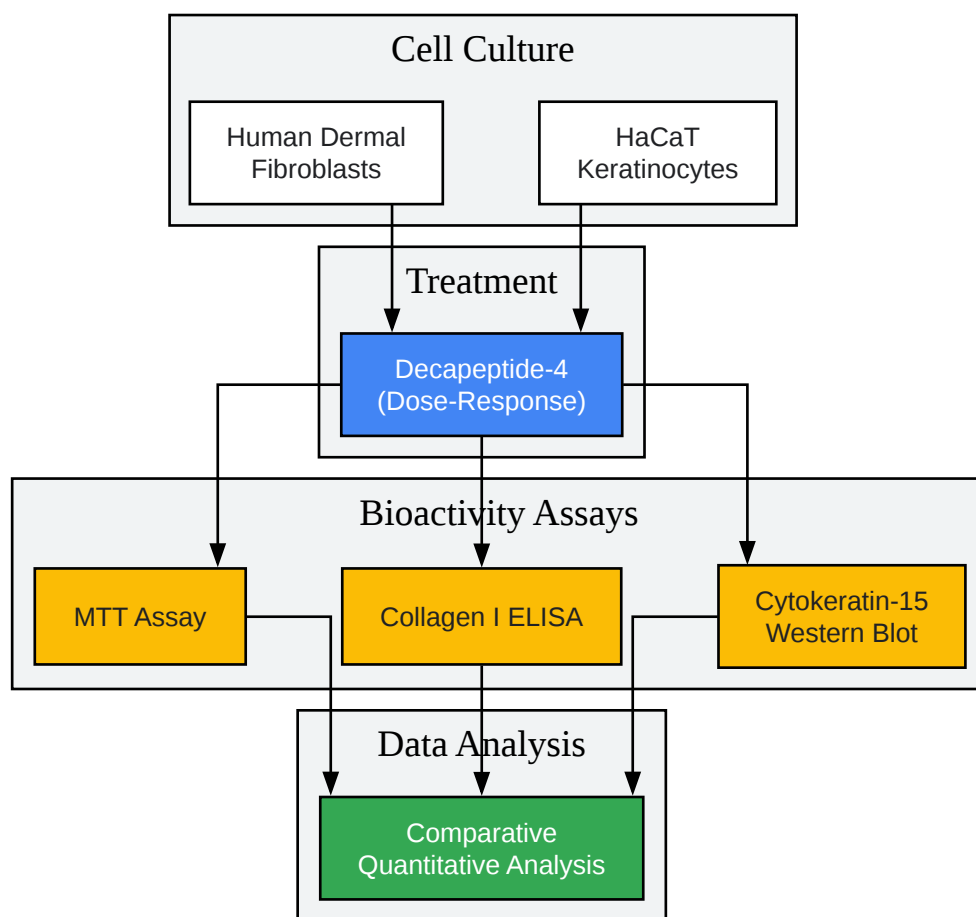 Cell Culture
Human Dermal
Fibroblasts
HaCaT
Keratinocytes
Treatment
Decapeptide-4
(Dose-Response)
Bioactivity Assays
MTT Assay
Collagen I ELISA
Cytokeratin-15
Western Blot
Data Analysis
Comparative
Quantitative Analysis